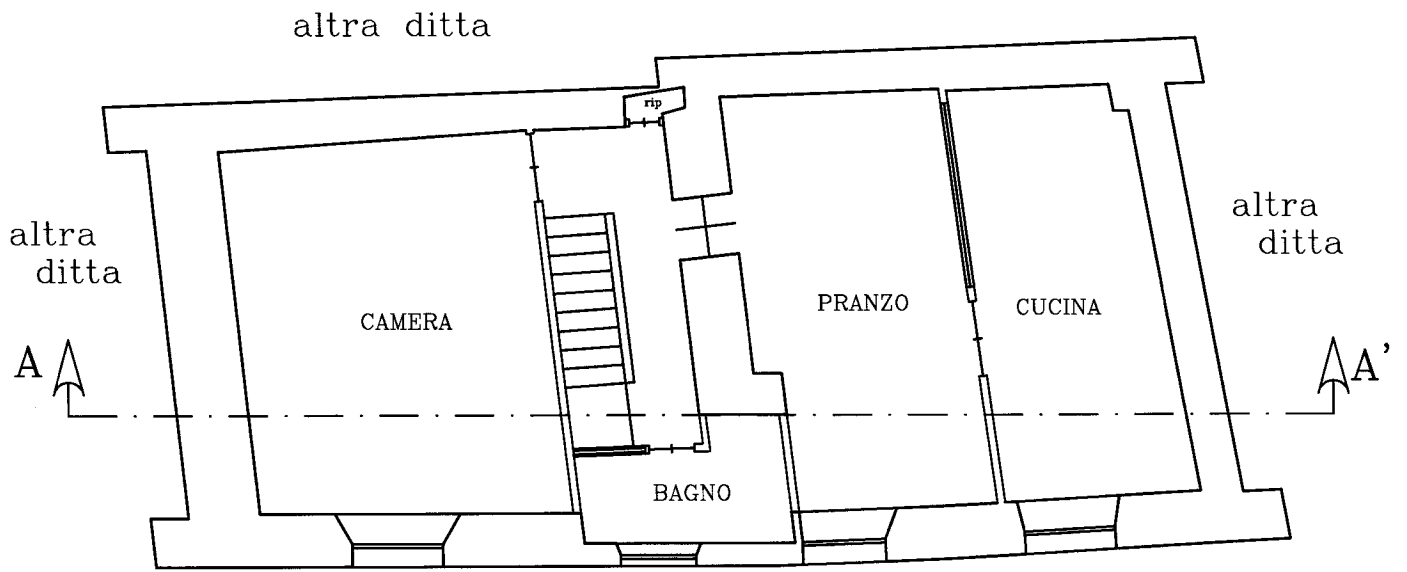 altra ditta
rip
altra
ditta
altra
ditta
CAMERA
PRANZO
CUCINA
A
A'
BAGNO